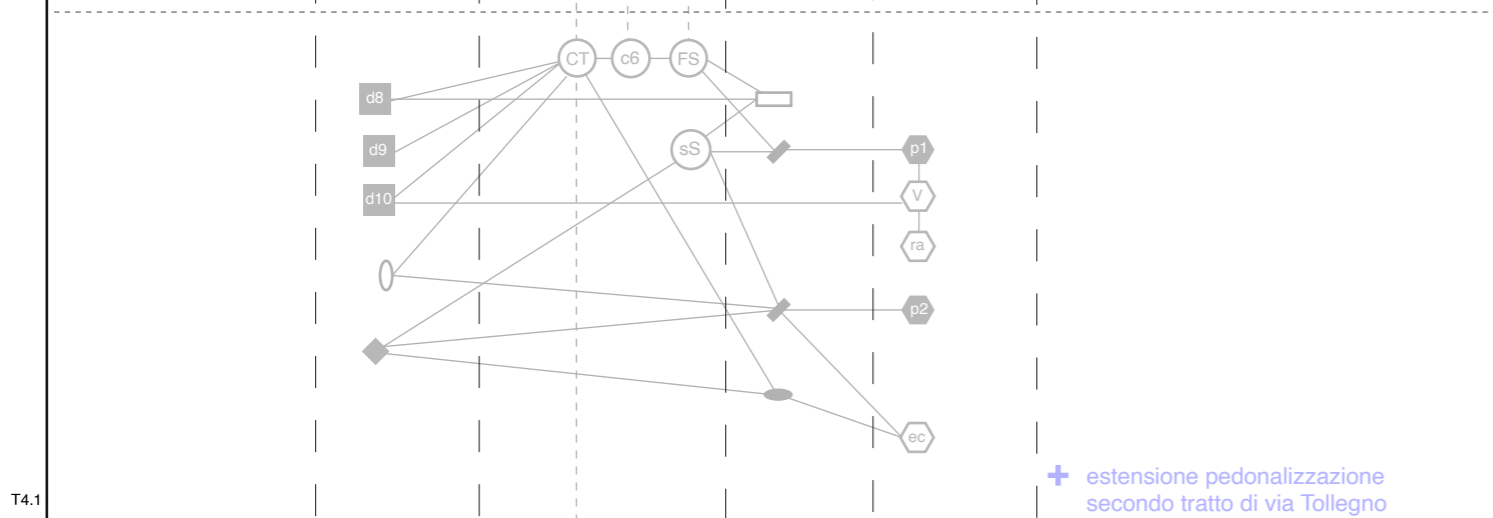 CT c6 FS
d8
d9 sS p1
d10 V
ra
p2
ec
+ estensione pedonalizzazione
T4.1 secondo tratto di via Tollegno